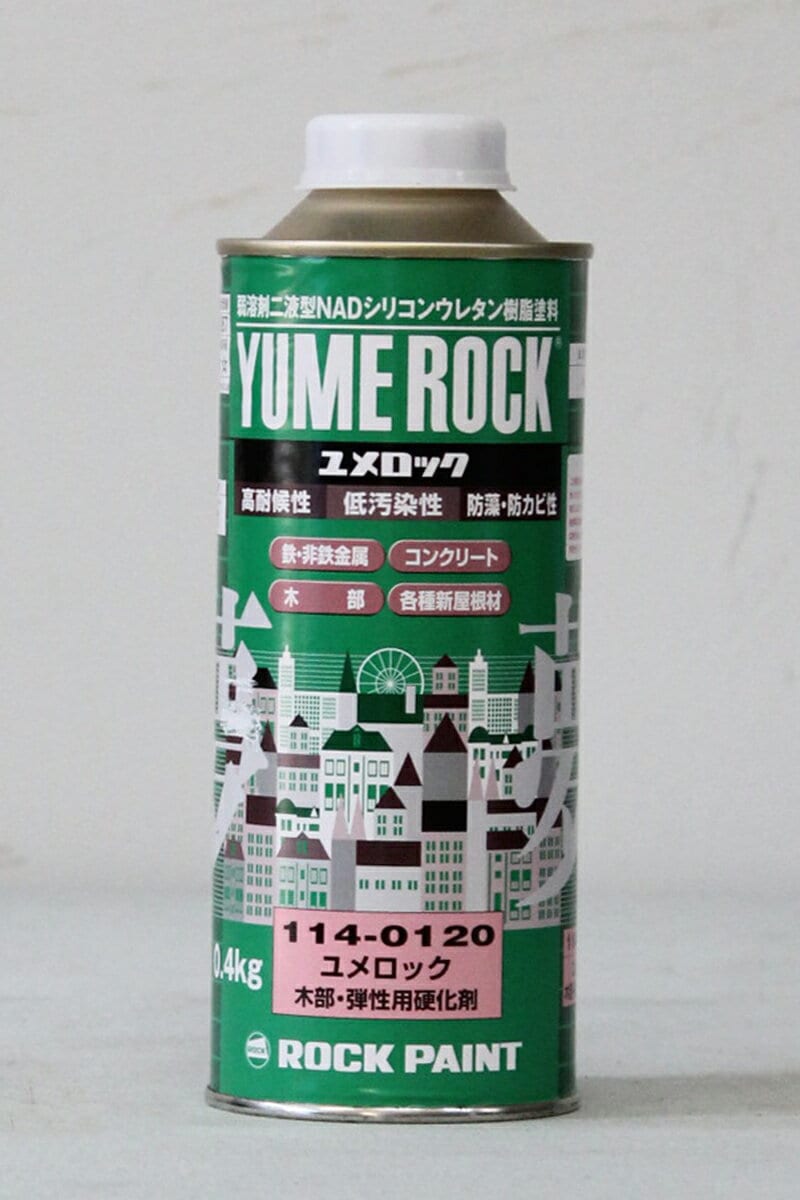 弱溶剤二液型NADシリコンウレタン樹脂塗料
YUME ROCK®
ユメロック
高耐候性 低汚染性 防藻・防カビ性
鉄・非鉄金属 コンクリート
木 部 各種新屋根材
114-0120
ユメロック
木部・弾性用硬化剤
0.4kg
ROCK ROCK PAINT